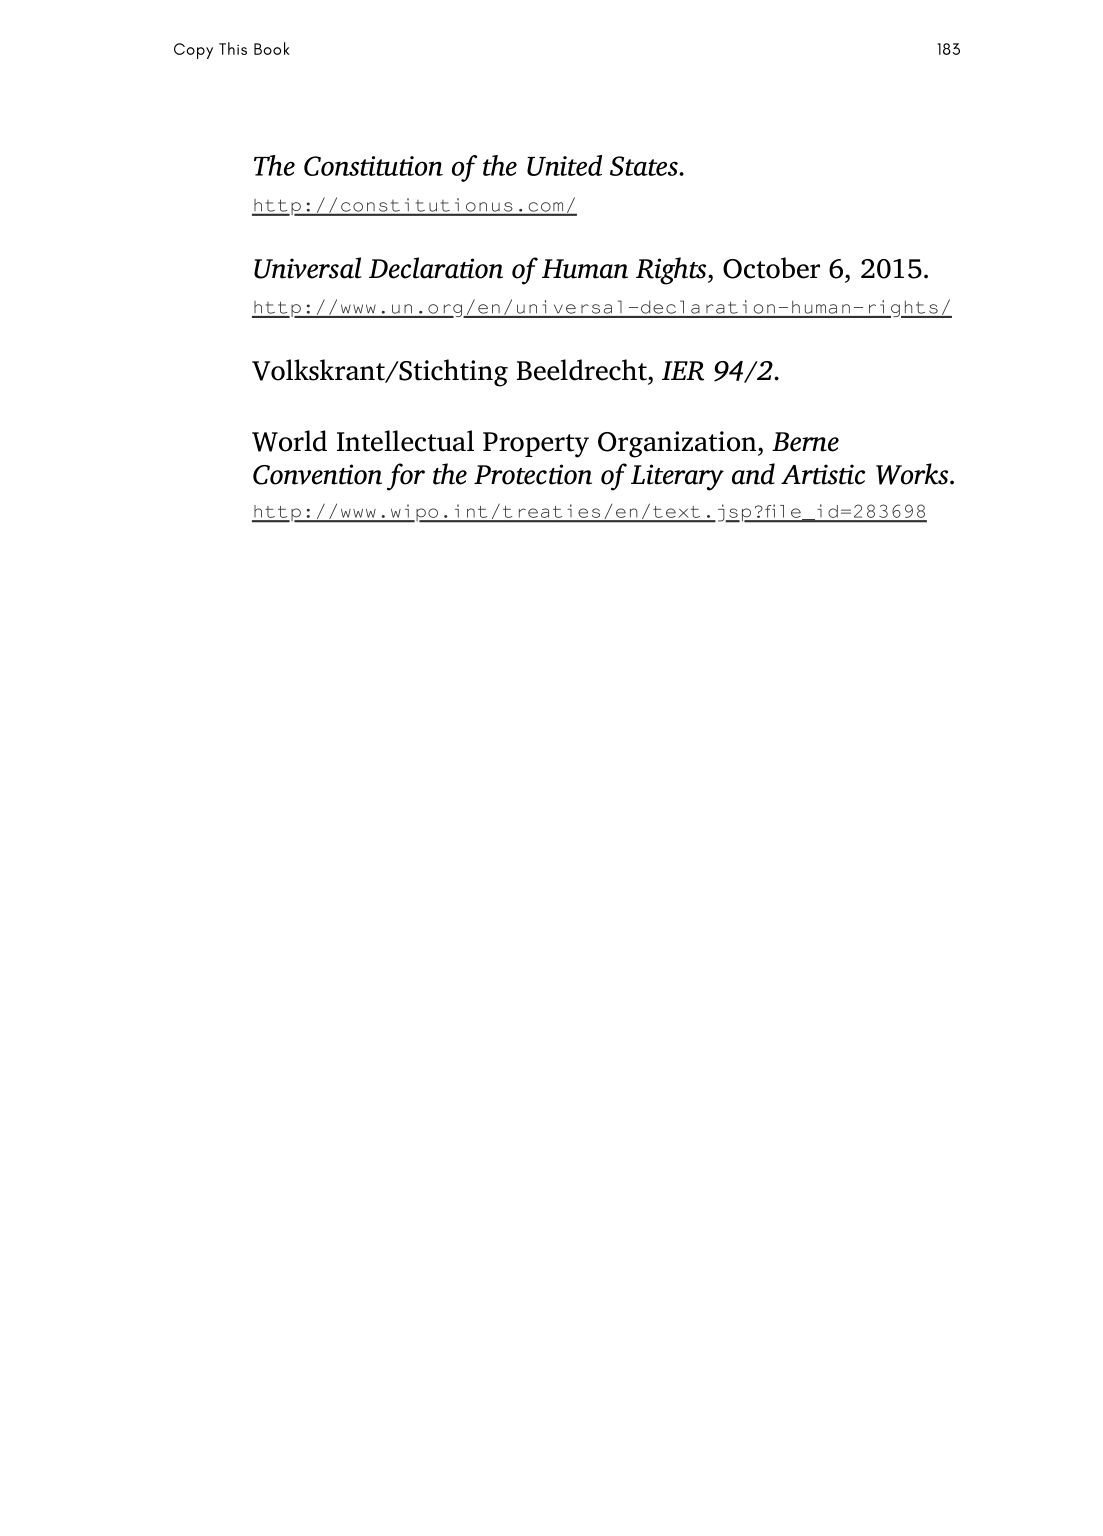 Copy This Book 183
The Constitution of the United States.
http://constitutionus.com/
Universal Declaration of Human Rights, October 6, 2015.
http://www.un.org/en/universal-declaration-human-rights/
Volkskrant/Stichting Beeldrecht, IER 94/2.
World Intellectual Property Organization, Berne
Convention for the Protection of Literary and Artistic Works.
http://www.wipo.int/treaties/en/text.jsp?file_id=283698